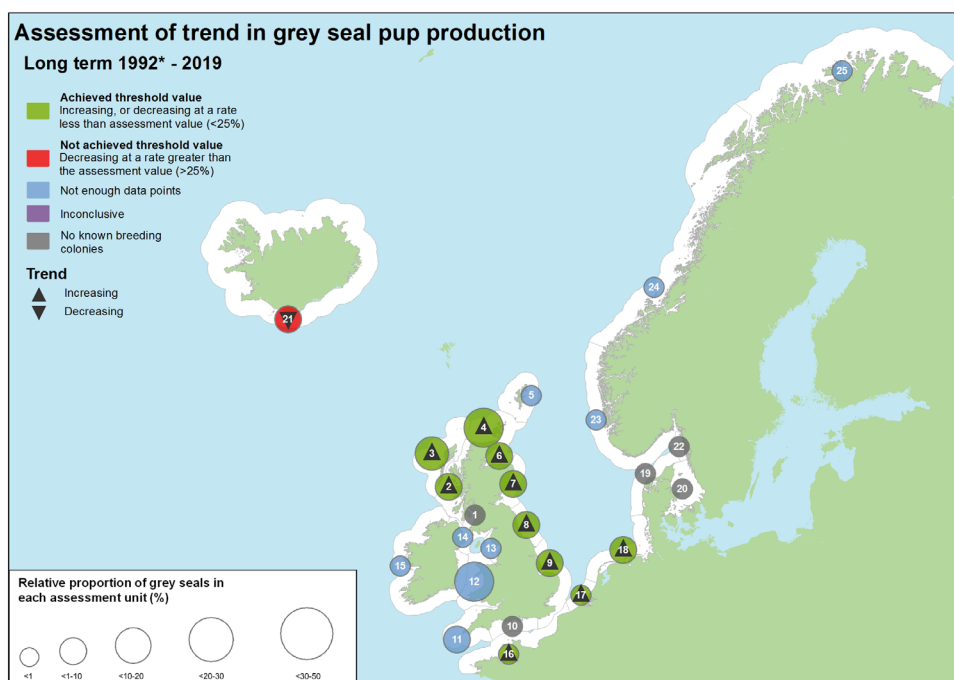 Assessment of trend in grey seal pup production
Long term 1992* - 2019
Achieved threshold value
Increasing, or decreasing at a rate
less than assessment value (<25%)
Not achieved threshold value
Decreasing at a rate greater than
the assessment value (>25%)
Not enough data points
Inconclusive
No known breeding
colonies
Trend
Increasing
Decreasing
25
21
24
5
23
4
3
6
22
2
7
19
20
1
8
14
13
18
15
9
12
17
10
11
16
Relative proportion of grey seals in
each assessment unit (%)
<1
<1-10
<10-20
<20-30
<30-50